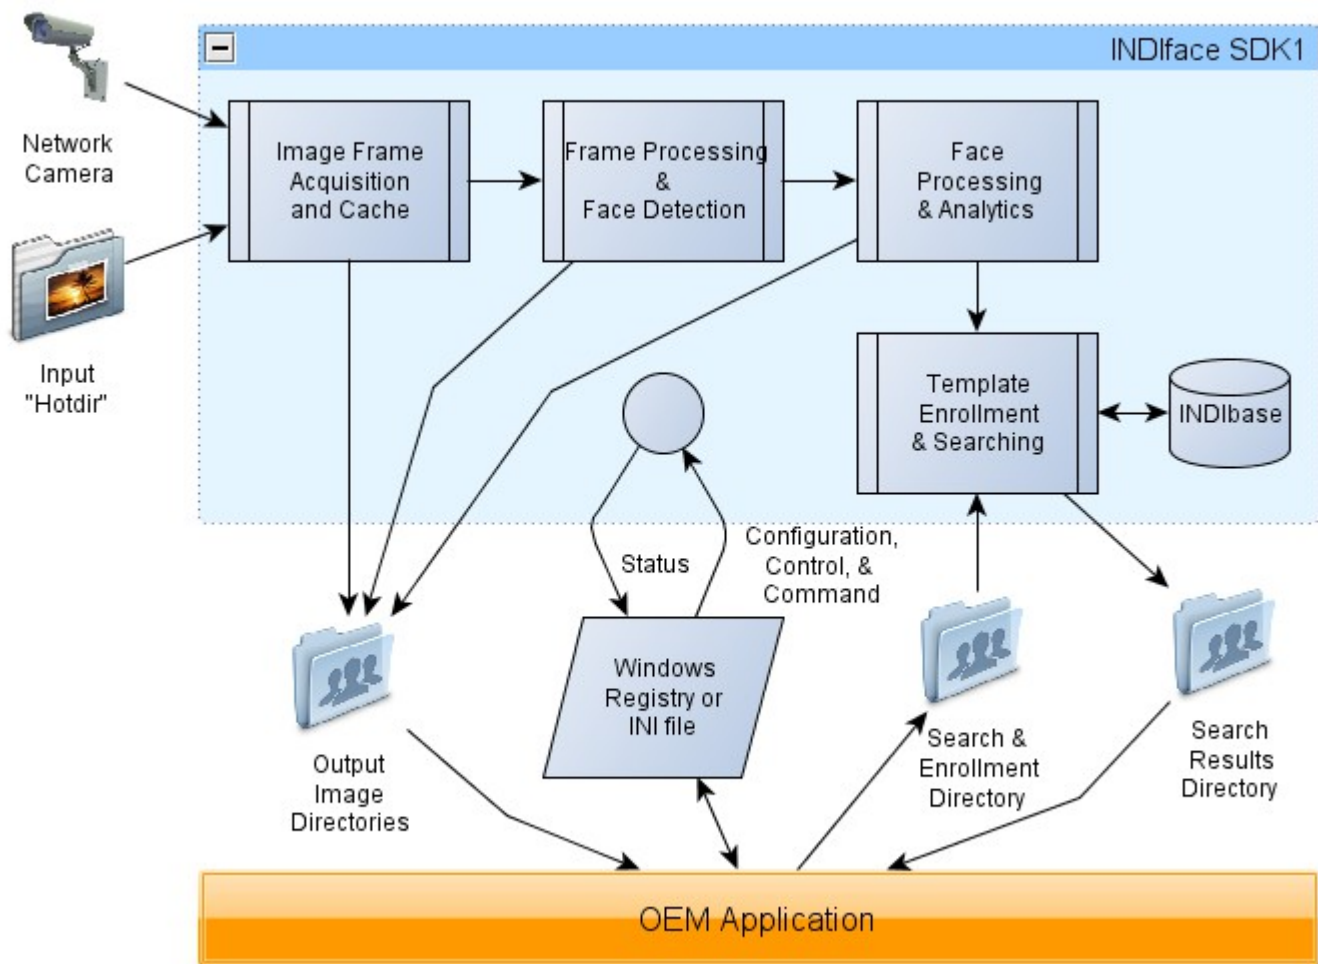 INDIface SDK1
Network
Camera
Image Frame
Acquisition
and Cache
Frame Processing
&
Face Detection
Face
Processing
& Analytics
Input
"Hotdir"
Template
Enrollment
& Searching
INDIbase
Status
Configuration,
Control, &
Command
Windows
Registry or
INI file
Output
Image
Directories
Search &
Enrollment
Directory
Search
Results
Directory
OEM Application